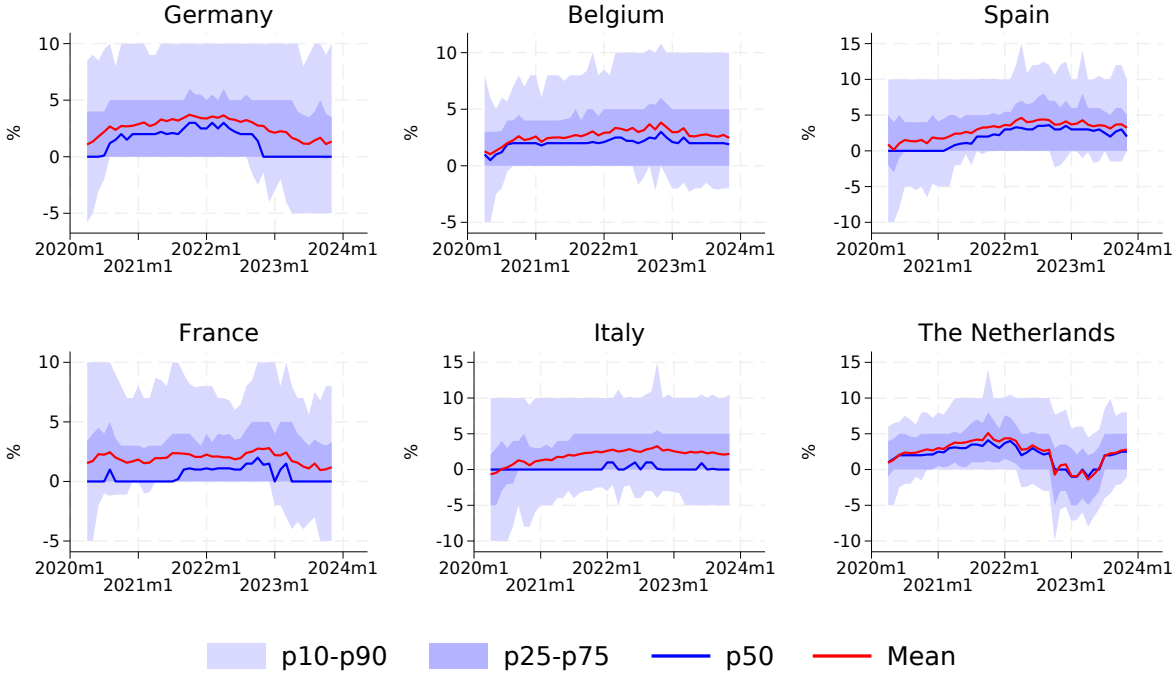 Germany
10
5
0
-5
%
2020m1
2021m1
2022m1
2023m1
2024m1
Belgium
10
5
0
-5
%
2020m1
2021m1
2022m1
2023m1
2024m1
Spain
15
10
5
0
-5
-10
%
2020m1
2021m1
2022m1
2023m1
2024m1
France
10
5
0
-5
%
2020m1
2021m1
2022m1
2023m1
2024m1
Italy
15
10
5
0
-5
-10
%
2020m1
2021m1
2022m1
2023m1
2024m1
The Netherlands
15
10
5
0
-5
-10
%
2020m1
2021m1
2022m1
2023m1
2024m1
p10-p90 p25-p75 p50 Mean